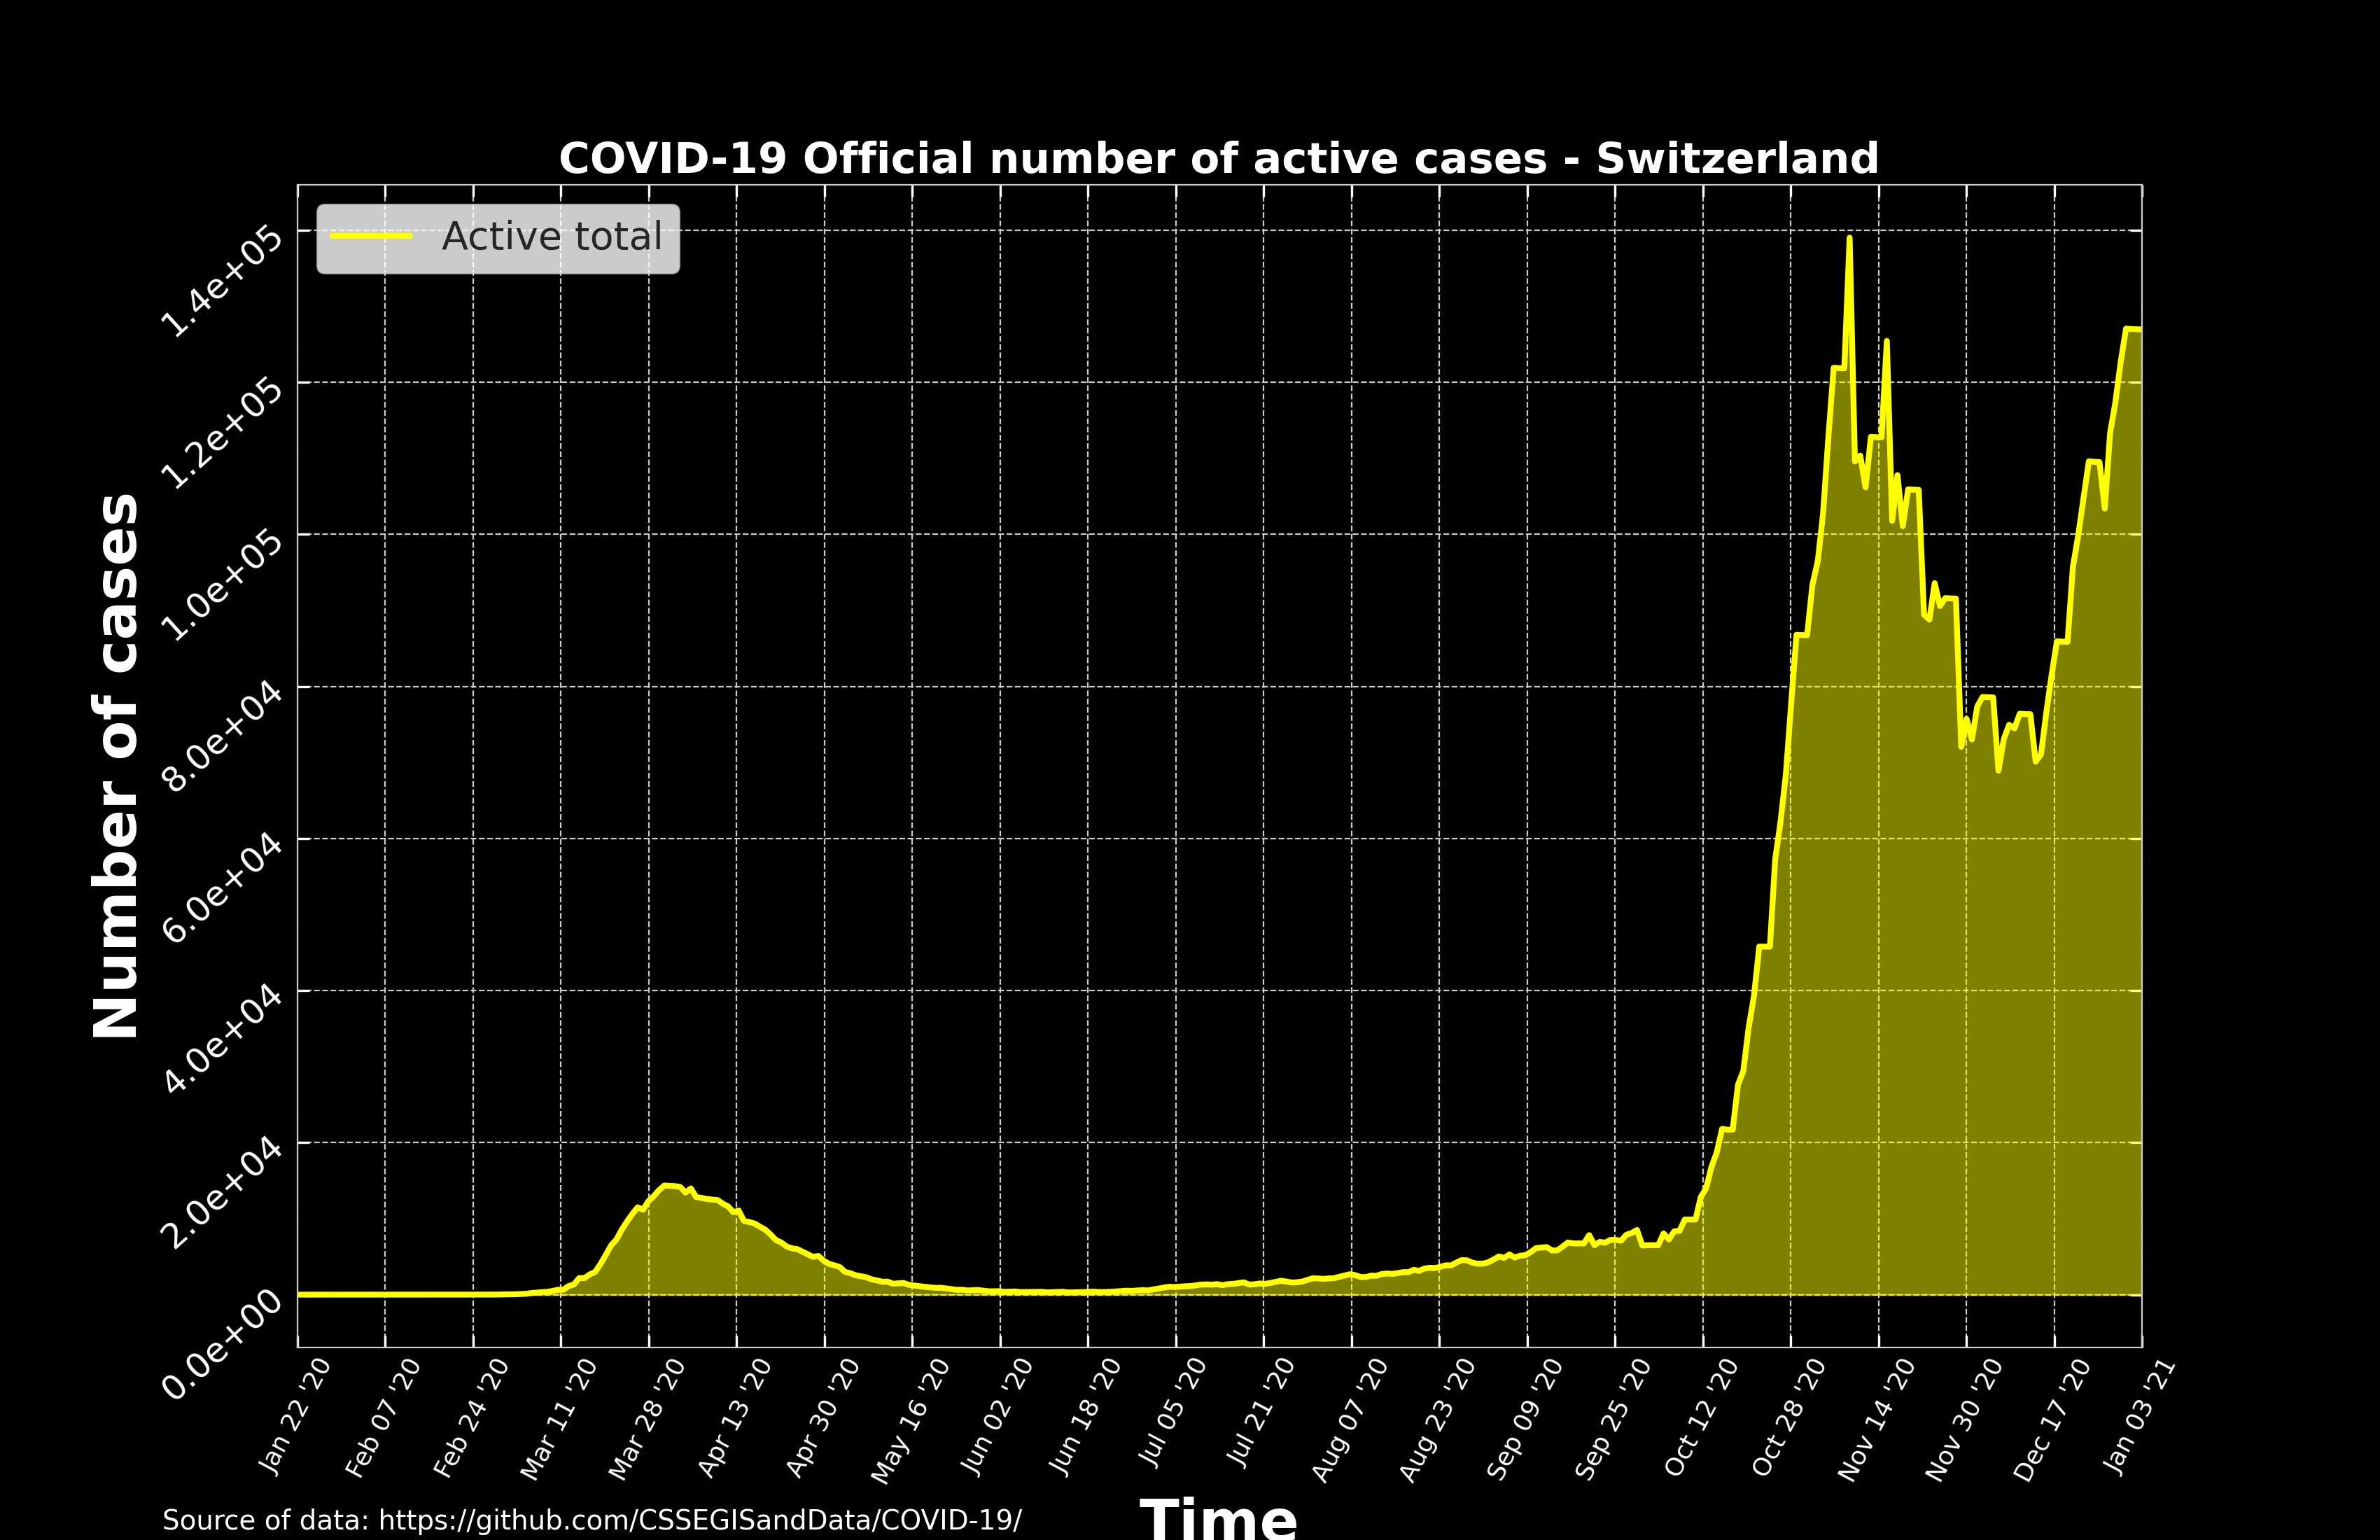 COVID-19 Official number of active cases - Switzerland
Active total
Number of cases
1.4e+05
1.2e+05
1.0e+05
8.0e+04
6.0e+04
4.0e+04
2.0e+04
0.0e+00
Jan 22 '20
Feb 07 '20
Feb 24 '20
Mar 11 '20
Mar 28 '20
Apr 13 '20
Apr 30 '20
May 16 '20
Jun 02 '20
Jun 18 '20
Jul 05 '20
Jul 21 '20
Aug 07 '20
Aug 23 '20
Sep 09 '20
Sep 25 '20
Oct 12 '20
Oct 28 '20
Nov 14 '20
Nov 30 '20
Dec 17 '20
Jan 03 '21
Time
Source of data: https://github.com/CSSEGISandData/COVID-19/